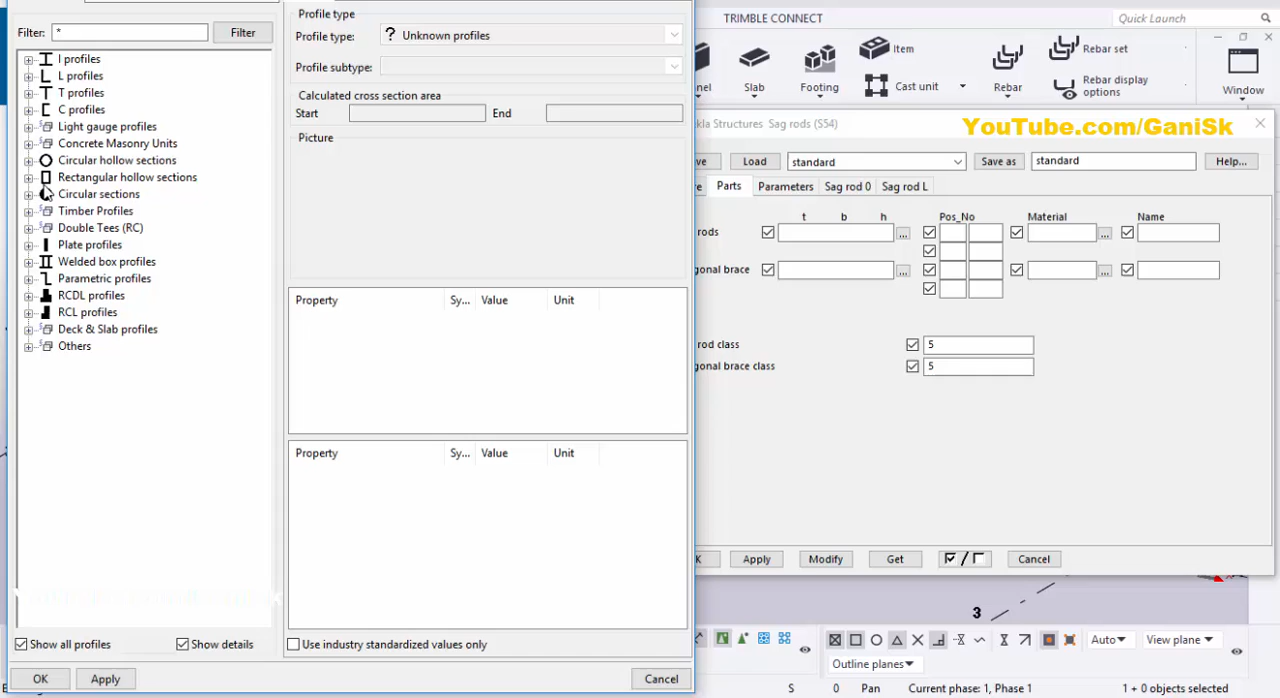 Filter:
*
Filter
I profiles
L profiles
T profiles
C profiles
Light gauge profiles
Concrete Masonry Units
Circular hollow sections
Rectangular hollow sections
Circular sections
Timber Profiles
Double Tees (RC)
Plate profiles
Welded box profiles
Parametric profiles
RCDL profiles
RCL profiles
Deck & Slab profiles
Others
Show all profiles
Show details
OK
Apply
Profile type
Profile type:
? Unknown profiles
Profile subtype:
Calculated cross section area
Start
End
Picture
Property Sy... Value Unit
Property Sy... Value Unit
Use industry standardized values only
Cancel
TRIMBLE CONNECT
Quick Launch
nel
Slab
Footing
Item
Cast unit
Rebar
Rebar set
Rebar display
options
Window
kla Structures Sag rods (S54)
YouTube.com/GaniSk
ve
Load
standard
Save as
standard
Help...
e
Parts
Parameters
Sag rod 0
Sag rod L
t b h Pos_No Material Name
rods
...
...
gonal brace
...
...
rod class
5
gonal brace class
5
K
Apply
Modify
Get
/
Cancel
3
Auto
View plane
Outline planes
S 0 Pan Current phase: 1, Phase 1 1 + 0 objects selected